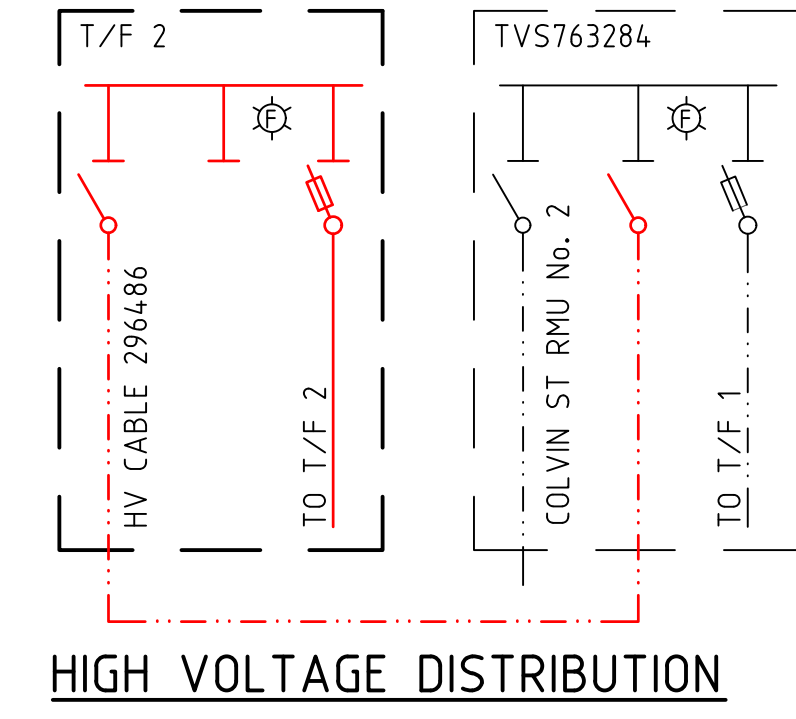 T/F 2
TVS763284
F
F
HV CABLE 296486
TO T/F 2
COLVIN ST RMU No. 2
TO T/F 1
HIGH VOLTAGE DISTRIBUTION